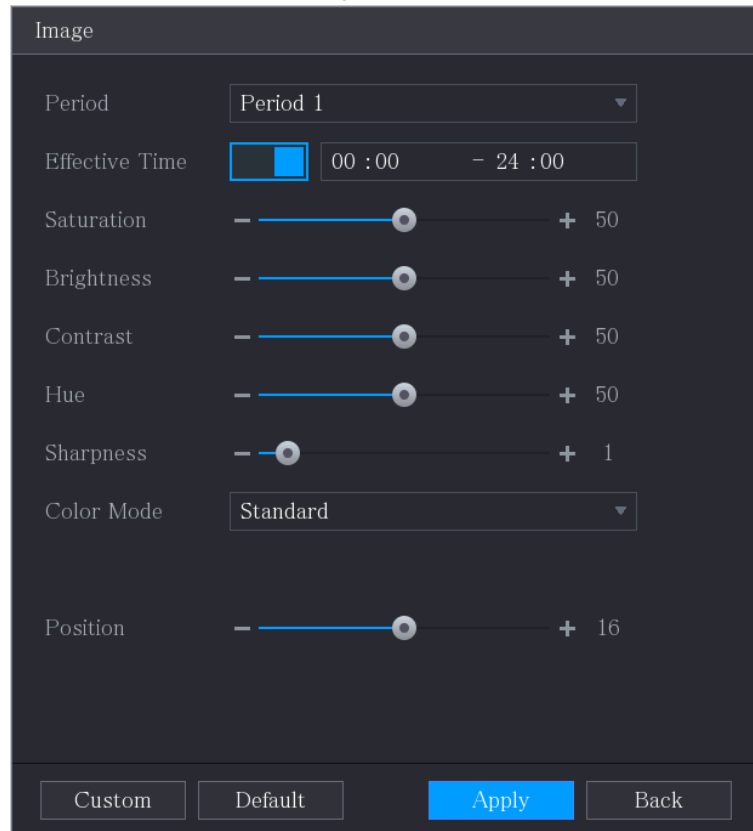 Image
Period Period 1
Effective Time 00 :00 - 24 :00
Saturation 50
Brightness 50
Contrast 50
Hue 50
Sharpness 1
Color Mode Standard
Position 16
Custom Default Apply Back